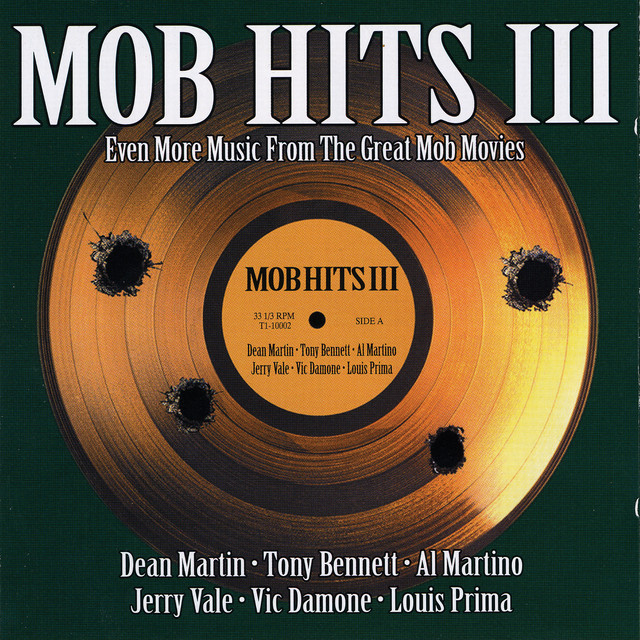 MOB HITS III
Even More Music From The Great Mob Movies
MOB HITS III
33 1/3 RPM
T1-10002
SIDE A
Dean Martin • Tony Bennett • Al Martino
Jerry Vale • Vic Damone • Louis Prima
Dean Martin • Tony Bennett • Al Martino
Jerry Vale • Vic Damone • Louis Prima